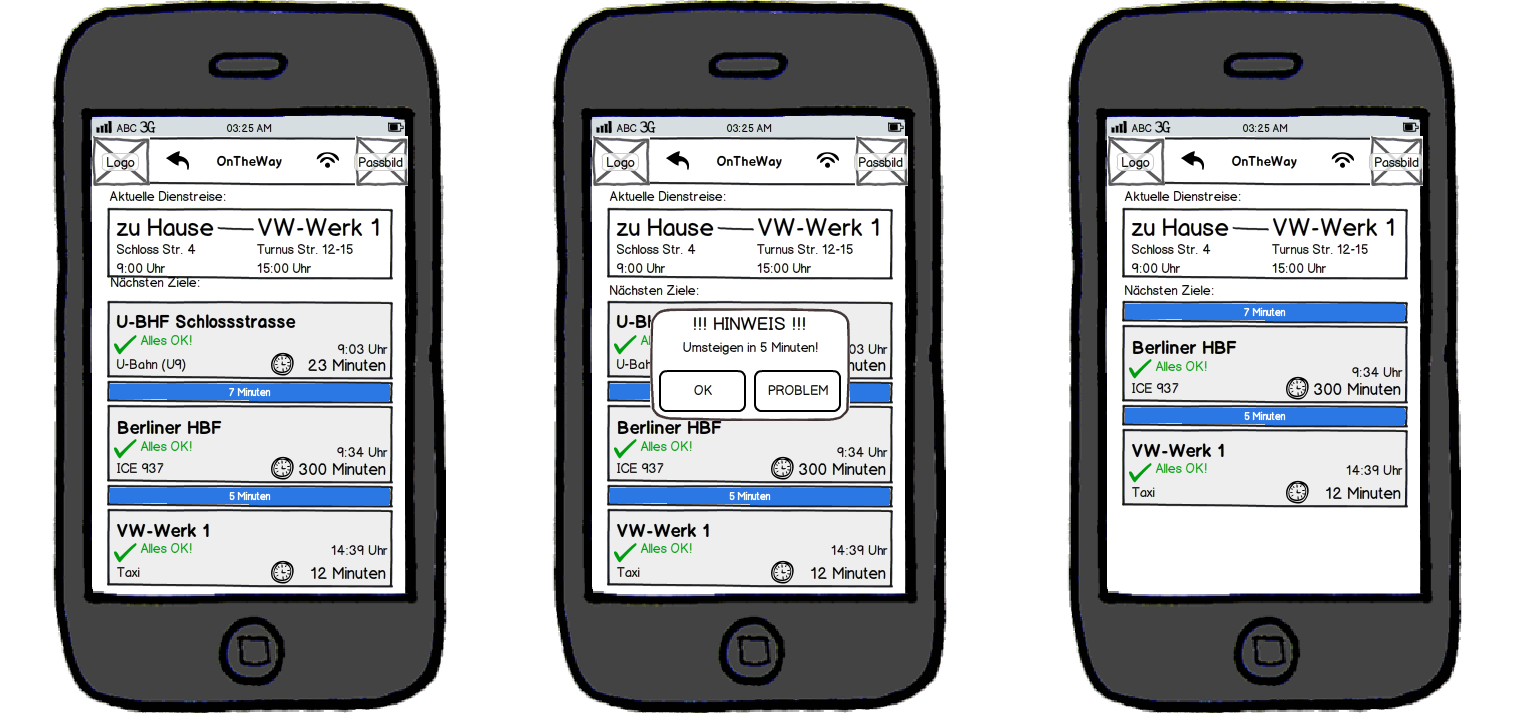 ABC 3G 03:25 AM
Logo OnTheWay Passbild
Aktuelle Dienstreise:
zu Hause VW-Werk 1
Schloss Str. 4 Turnus Str. 12-15
9:00 Uhr 15:00 Uhr
Nächsten Ziele:
U-BHF Schlossstrasse
Alles OK!
9:03 Uhr
U-Bahn (U9) 23 Minuten
7 Minuten
Berliner HBF
Alles OK!
9:34 Uhr
ICE 937 300 Minuten
5 Minuten
VW-Werk 1
Alles OK!
14:39 Uhr
Taxi 12 Minuten
ABC 3G 03:25 AM
Logo OnTheWay Passbild
Aktuelle Dienstreise:
zu Hause VW-Werk 1
Schloss Str. 4 Turnus Str. 12-15
9:00 Uhr 15:00 Uhr
Nächsten Ziele:
!!! HINWEIS !!!
Umsteigen in 5 Minuten!
OK PROBLEM
03 Uhr
nuten
Berliner HBF
Alles OK!
9:34 Uhr
ICE 937 300 Minuten
5 Minuten
VW-Werk 1
Alles OK!
14:39 Uhr
Taxi 12 Minuten
ABC 3G 03:25 AM
Logo OnTheWay Passbild
Aktuelle Dienstreise:
zu Hause VW-Werk 1
Schloss Str. 4 Turnus Str. 12-15
9:00 Uhr 15:00 Uhr
Nächsten Ziele:
7 Minuten
Berliner HBF
Alles OK!
9:34 Uhr
ICE 937 300 Minuten
5 Minuten
VW-Werk 1
Alles OK!
14:39 Uhr
Taxi 12 Minuten